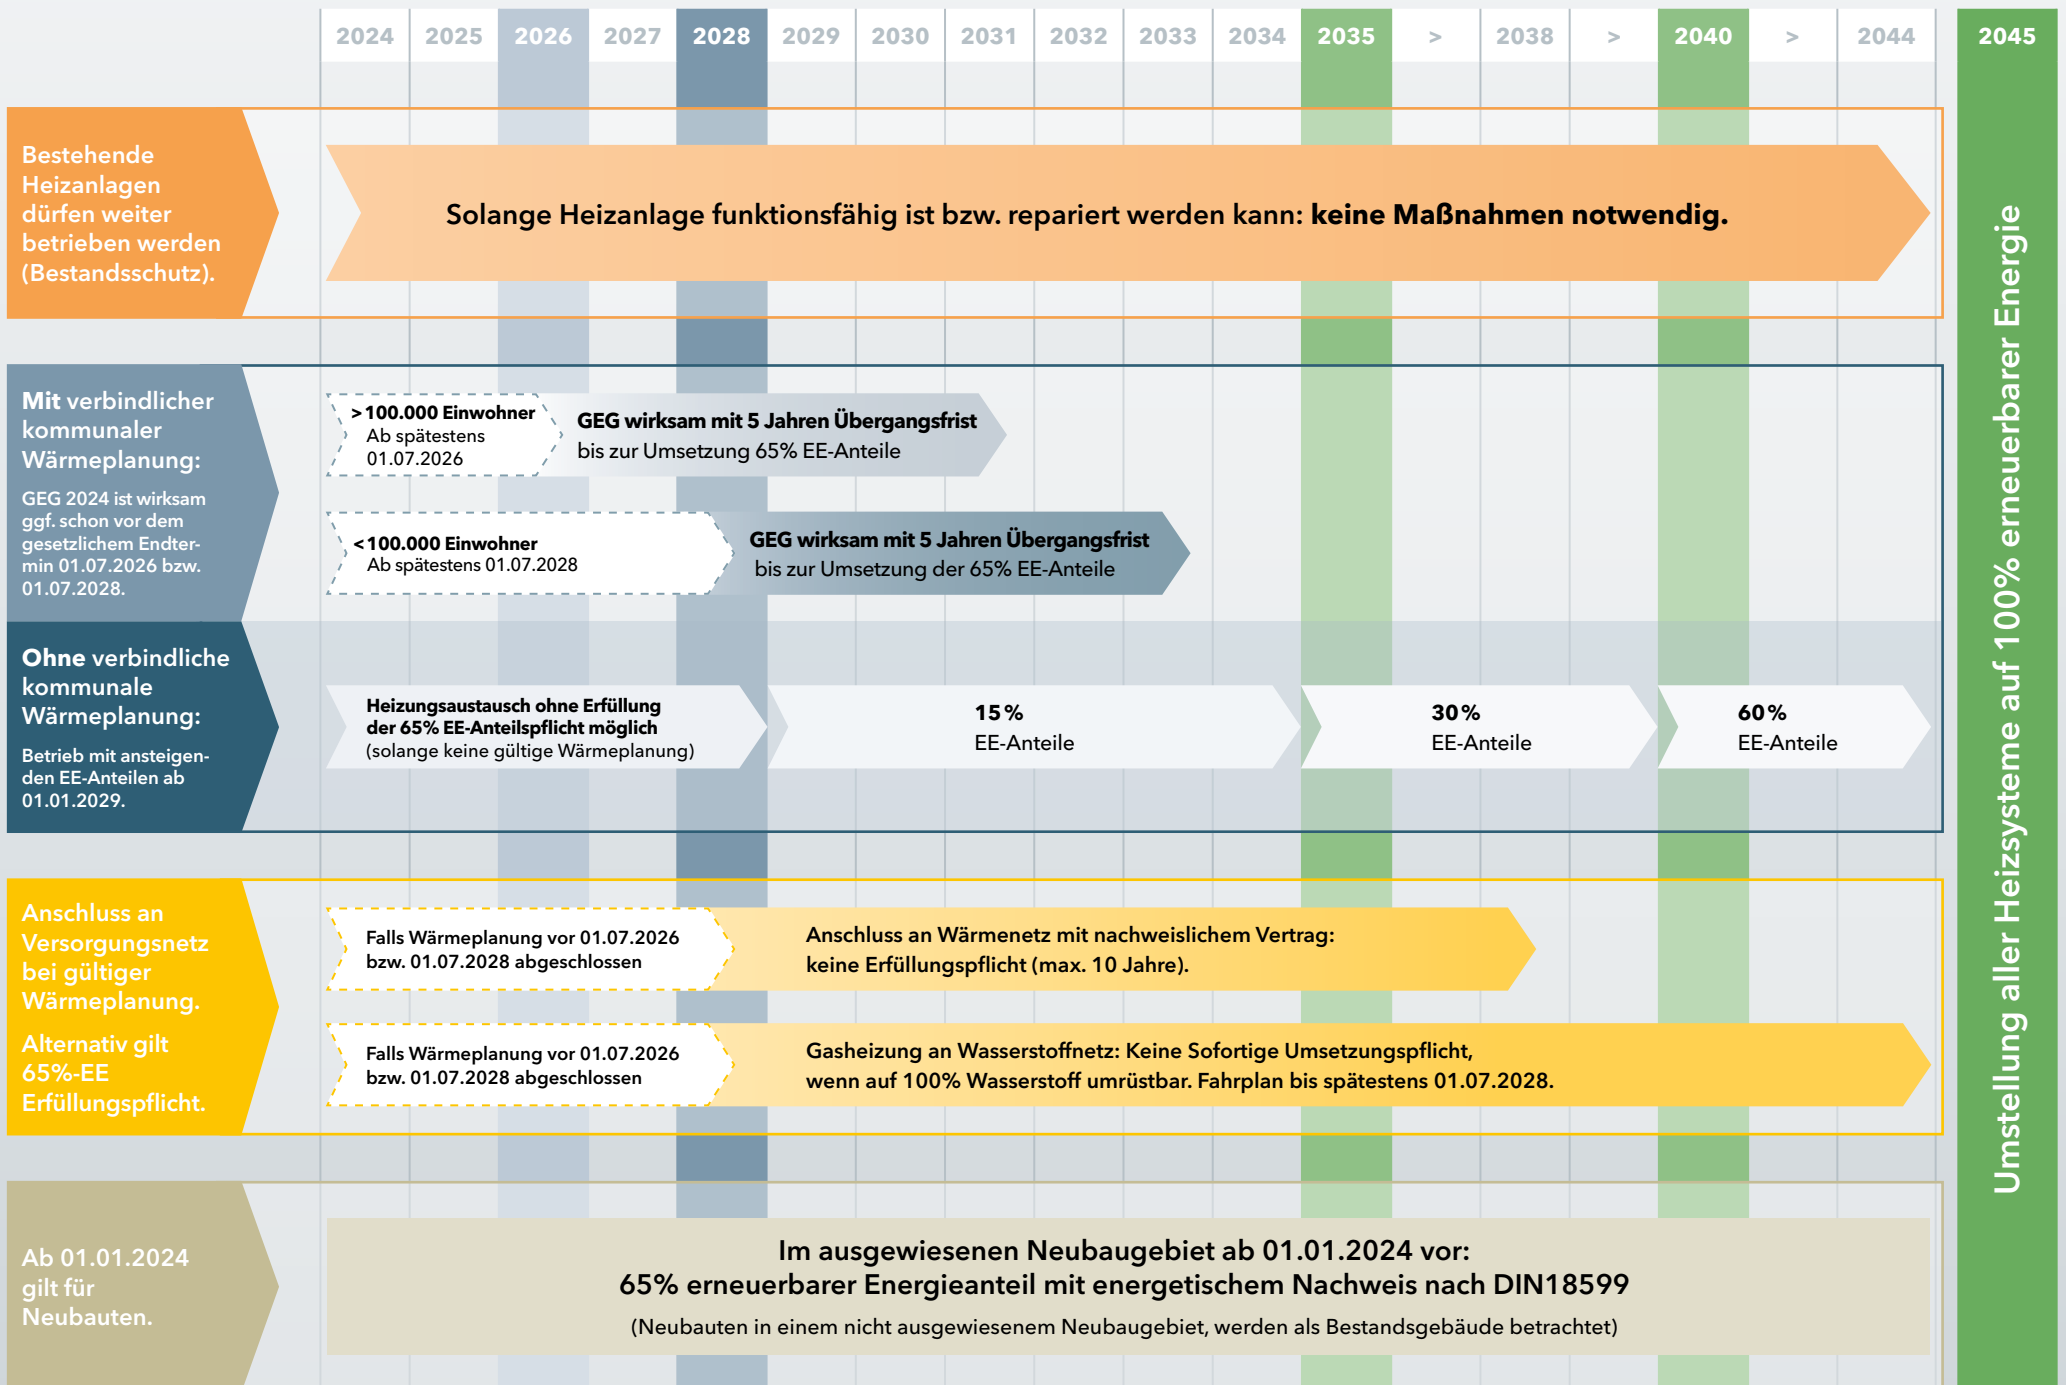 2024 2025 2026 2027 2028 2029 2030 2031 2032 2033 2034 2035 > 2038 > 2040 > 2044 2045
Bestehende
Heizanlagen
dürfen weiter
betrieben werden
(Bestandsschutz).
Solange Heizanlage funktionsfähig ist bzw. repariert werden kann: keine Maßnahmen notwendig.
Mit verbindlicher
kommunaler
Wärmeplanung:
GEG 2024 ist wirksam
ggf. schon vor dem
gesetzlichem Endter-
min 01.07.2026 bzw.
01.07.2028.
>100.000 Einwohner
Ab spätestens
01.07.2026
GEG wirksam mit 5 Jahren Übergangsfrist
bis zur Umsetzung 65% EE-Anteile
<100.000 Einwohner
Ab spätestens 01.07.2028
GEG wirksam mit 5 Jahren Übergangsfrist
bis zur Umsetzung der 65% EE-Anteile
Ohne verbindliche
kommunale
Wärmeplanung:
Betrieb mit ansteigen-
den EE-Anteilen ab
01.01.2029.
Heizungsaustausch ohne Erfüllung
der 65% EE-Anteilspflicht möglich
(solange keine gültige Wärmeplanung)
15%
EE-Anteile
30%
EE-Anteile
60%
EE-Anteile
Anschluss an
Versorgungsnetz
bei gültiger
Wärmeplanung.
Alternativ gilt
65%-EE
Erfüllungspflicht.
Falls Wärmeplanung vor 01.07.2026
bzw. 01.07.2028 abgeschlossen
Anschluss an Wärmenetz mit nachweislichem Vertrag:
keine Erfüllungspflicht (max. 10 Jahre).
Falls Wärmeplanung vor 01.07.2026
bzw. 01.07.2028 abgeschlossen
Gasheizung an Wasserstoffnetz: Keine Sofortige Umsetzungspflicht,
wenn auf 100% Wasserstoff umrüstbar. Fahrplan bis spätestens 01.07.2028.
Ab 01.01.2024
gilt für
Neubauten.
Im ausgewiesenen Neubaugebiet ab 01.01.2024 vor:
65% erneuerbarer Energieanteil mit energetischem Nachweis nach DIN18599
(Neubauten in einem nicht ausgewiesenem Neubaugebiet, werden als Bestandsgebäude betrachtet)
Umstellung aller Heizsysteme auf 100% erneuerbarer Energie